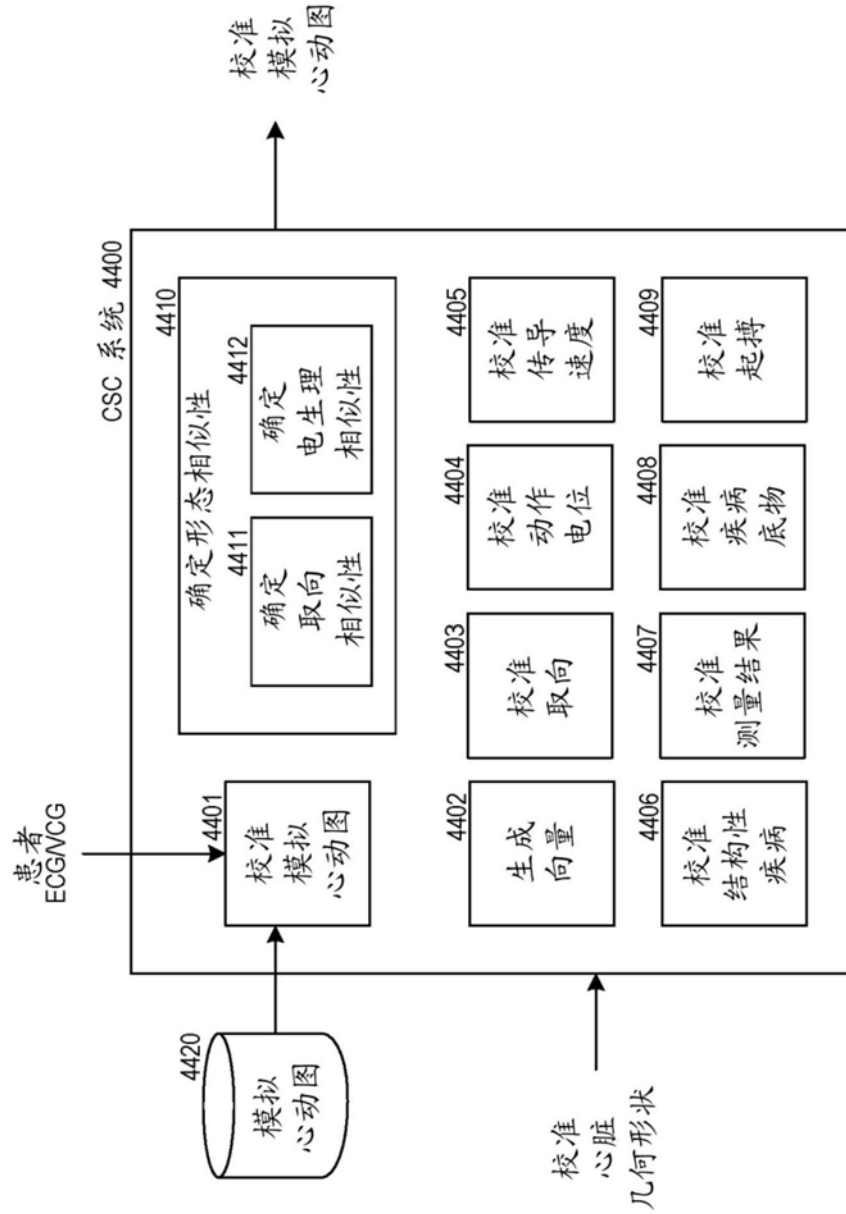 患者
ECG/VCG
CSC 系统 4400
4420
模拟
心动图
4401
校准
模拟
心动图
4410
确定形态相似性
4411
确定
取向
相似性
4412
确定
电生理
相似性
校准
模拟
心动图
4402
生成
向量
4403
校准
取向
4404
校准
动作
电位
4405
校准
传导
速度
4406
校准
结构性
疾病
4407
校准
测量结果
4408
校准
疾病
底物
4409
校准
起搏
校准
心脏
几何形状